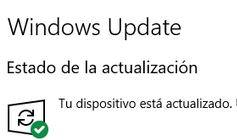 Windows Update
Estado de la actualización
Tu dispositivo está actualizado.